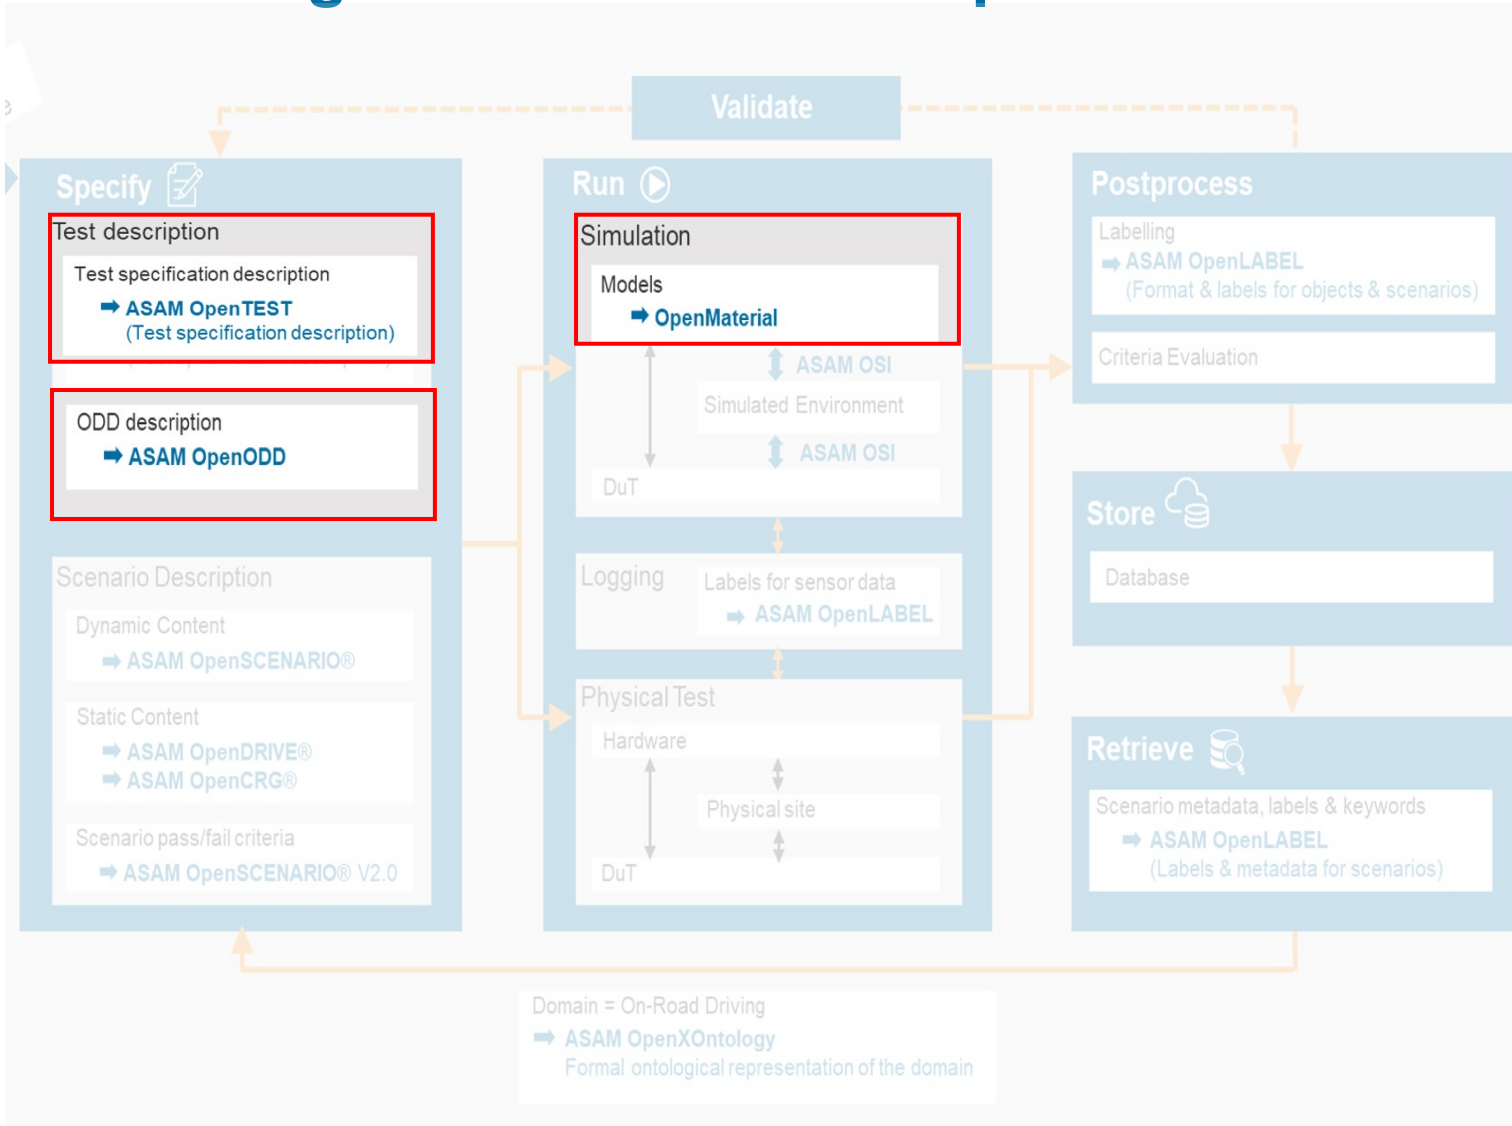 Validate
Specify
Test description
Test specification description
ASAM OpenTEST
(Test specification description)
ODD description
ASAM OpenODD
Scenario Description
Dynamic Content
ASAM OpenSCENARIO®
Static Content
ASAM OpenDRIVE®
ASAM OpenCRG®
Scenario pass/fail criteria
ASAM OpenSCENARIO® V2.0
Run
Simulation
Models
OpenMaterial
ASAM OSI
Simulated Environment
ASAM OSI
DuT
Logging
Labels for sensor data
ASAM OpenLABEL
Physical Test
Hardware
Physical site
DuT
Postprocess
Labelling
ASAM OpenLABEL
(Format & labels for objects & scenarios)
Criteria Evaluation
Store
Database
Retrieve
Scenario metadata, labels & keywords
ASAM OpenLABEL
(Labels & metadata for scenarios)
Domain = On-Road Driving
ASAM OpenXOntology
Formal ontological representation of the domain